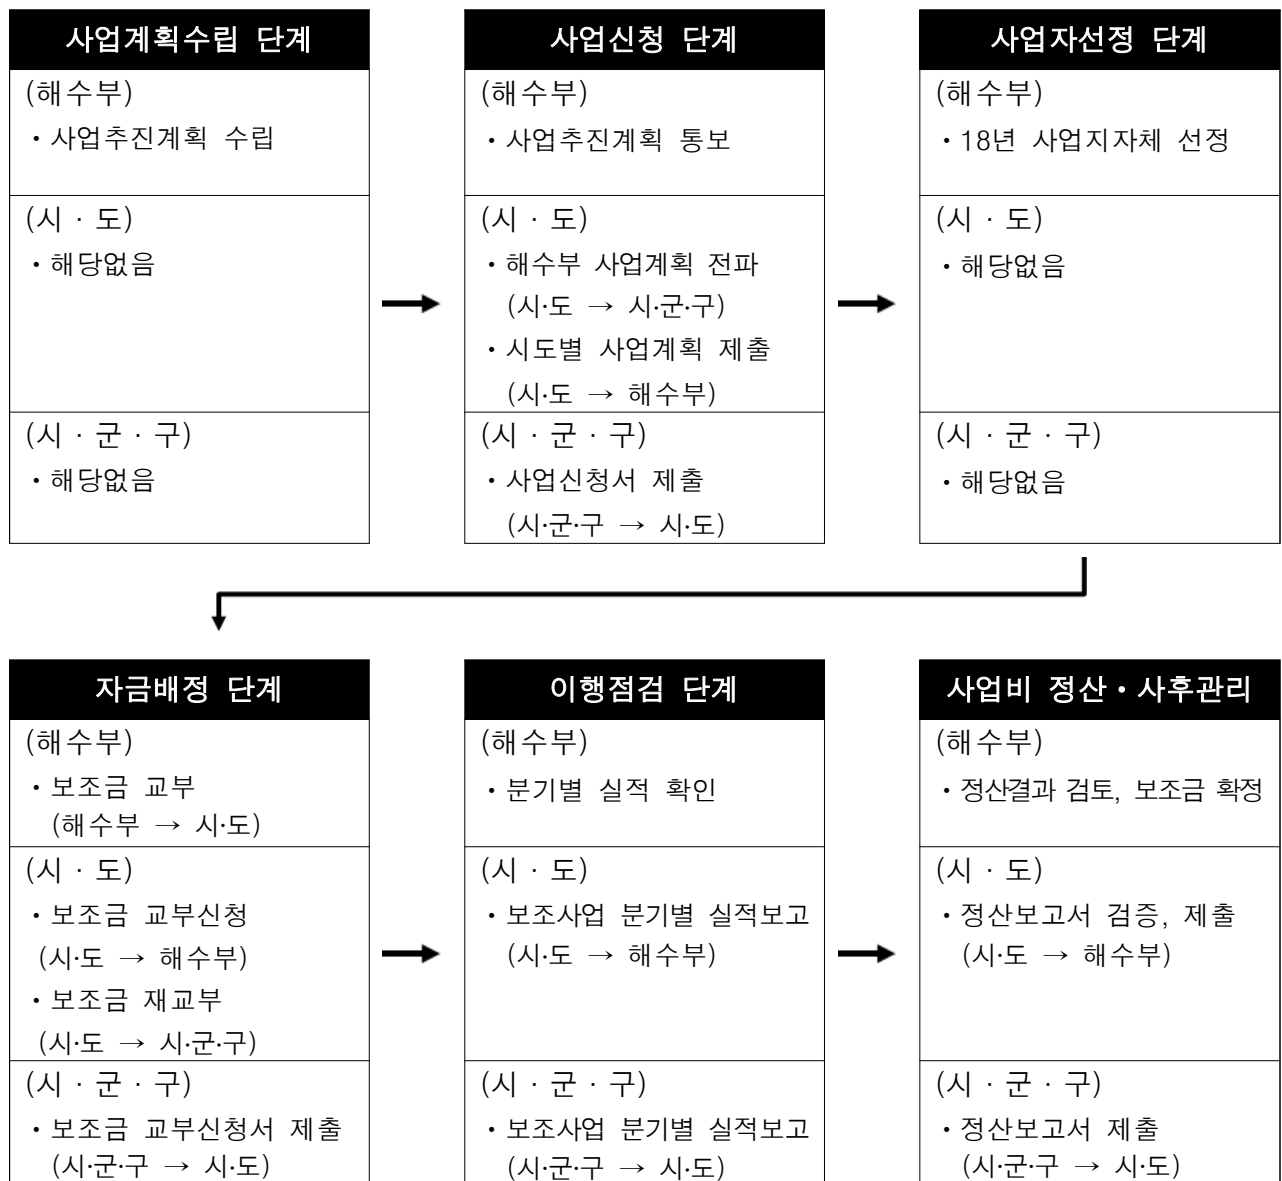 사업계획수립 단계
(해수부)
・사업추진계획 수립
(시 · 도)
・해당없음
(시 · 군 · 구)
・해당없음
사업신청 단계
(해수부)
・사업추진계획 통보
(시 · 도)
・해수부 사업계획 전파
(시·도 → 시·군·구)
・시도별 사업계획 제출
(시·도 → 해수부)
(시 · 군 · 구)
・사업신청서 제출
(시·군·구 → 시·도)
사업자선정 단계
(해수부)
・18년 사업지자체 선정
(시 · 도)
・해당없음
(시 · 군 · 구)
・해당없음
자금배정 단계
(해수부)
・보조금 교부
(해수부 → 시·도)
(시 · 도)
・보조금 교부신청
(시·도 → 해수부)
・보조금 재교부
(시·도 → 시·군·구)
(시 · 군 · 구)
・보조금 교부신청서 제출
(시·군·구 → 시·도)
이행점검 단계
(해수부)
・분기별 실적 확인
(시 · 도)
・보조사업 분기별 실적보고
(시·도 → 해수부)
(시 · 군 · 구)
・보조사업 분기별 실적보고
(시·군·구 → 시·도)
사업비 정산・사후관리
(해수부)
・정산결과 검토, 보조금 확정
(시 · 도)
・정산보고서 검증, 제출
(시·도 → 해수부)
(시 · 군 · 구)
・정산보고서 제출
(시·군·구 → 시·도)